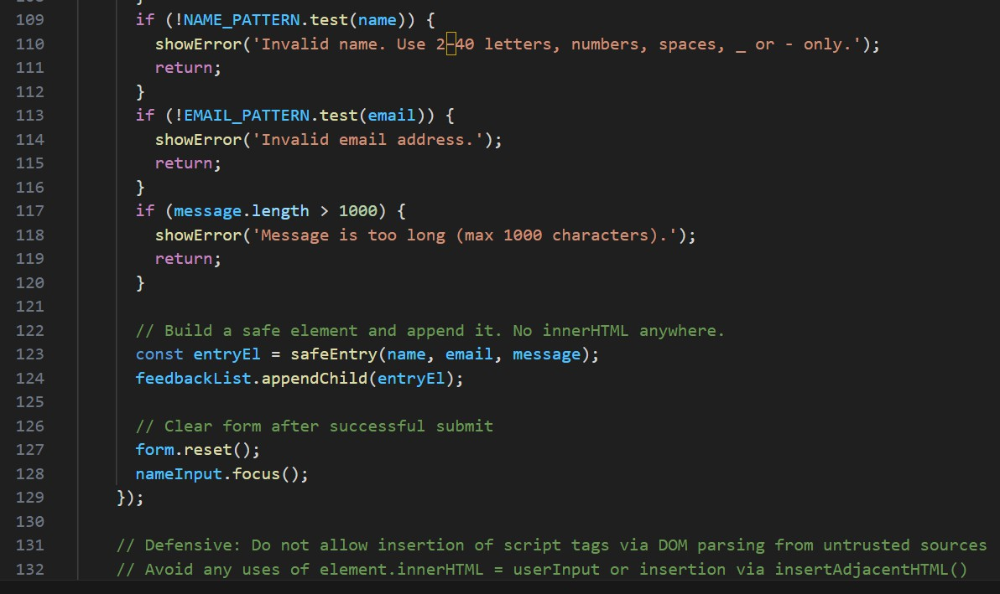 108 }
109 if (!NAME_PATTERN.test(name)) {
110 showError('Invalid name. Use 2–40 letters, numbers, spaces, _ or - only.');
111 return;
112 }
113 if (!EMAIL_PATTERN.test(email)) {
114 showError('Invalid email address.');
115 return;
116 }
117 if (message.length > 1000) {
118 showError('Message is too long (max 1000 characters).');
119 return;
120 }
121
122 // Build a safe element and append it. No innerHTML anywhere.
123 const entryEl = safeEntry(name, email, message);
124 feedbackList.appendChild(entryEl);
125
126 // Clear form after successful submit
127 form.reset();
128 nameInput.focus();
129 });
130
131 // Defensive: Do not allow insertion of script tags via DOM parsing from untrusted sources
132 // Avoid any uses of element.innerHTML = userInput or insertion via insertAdjacentHTML()